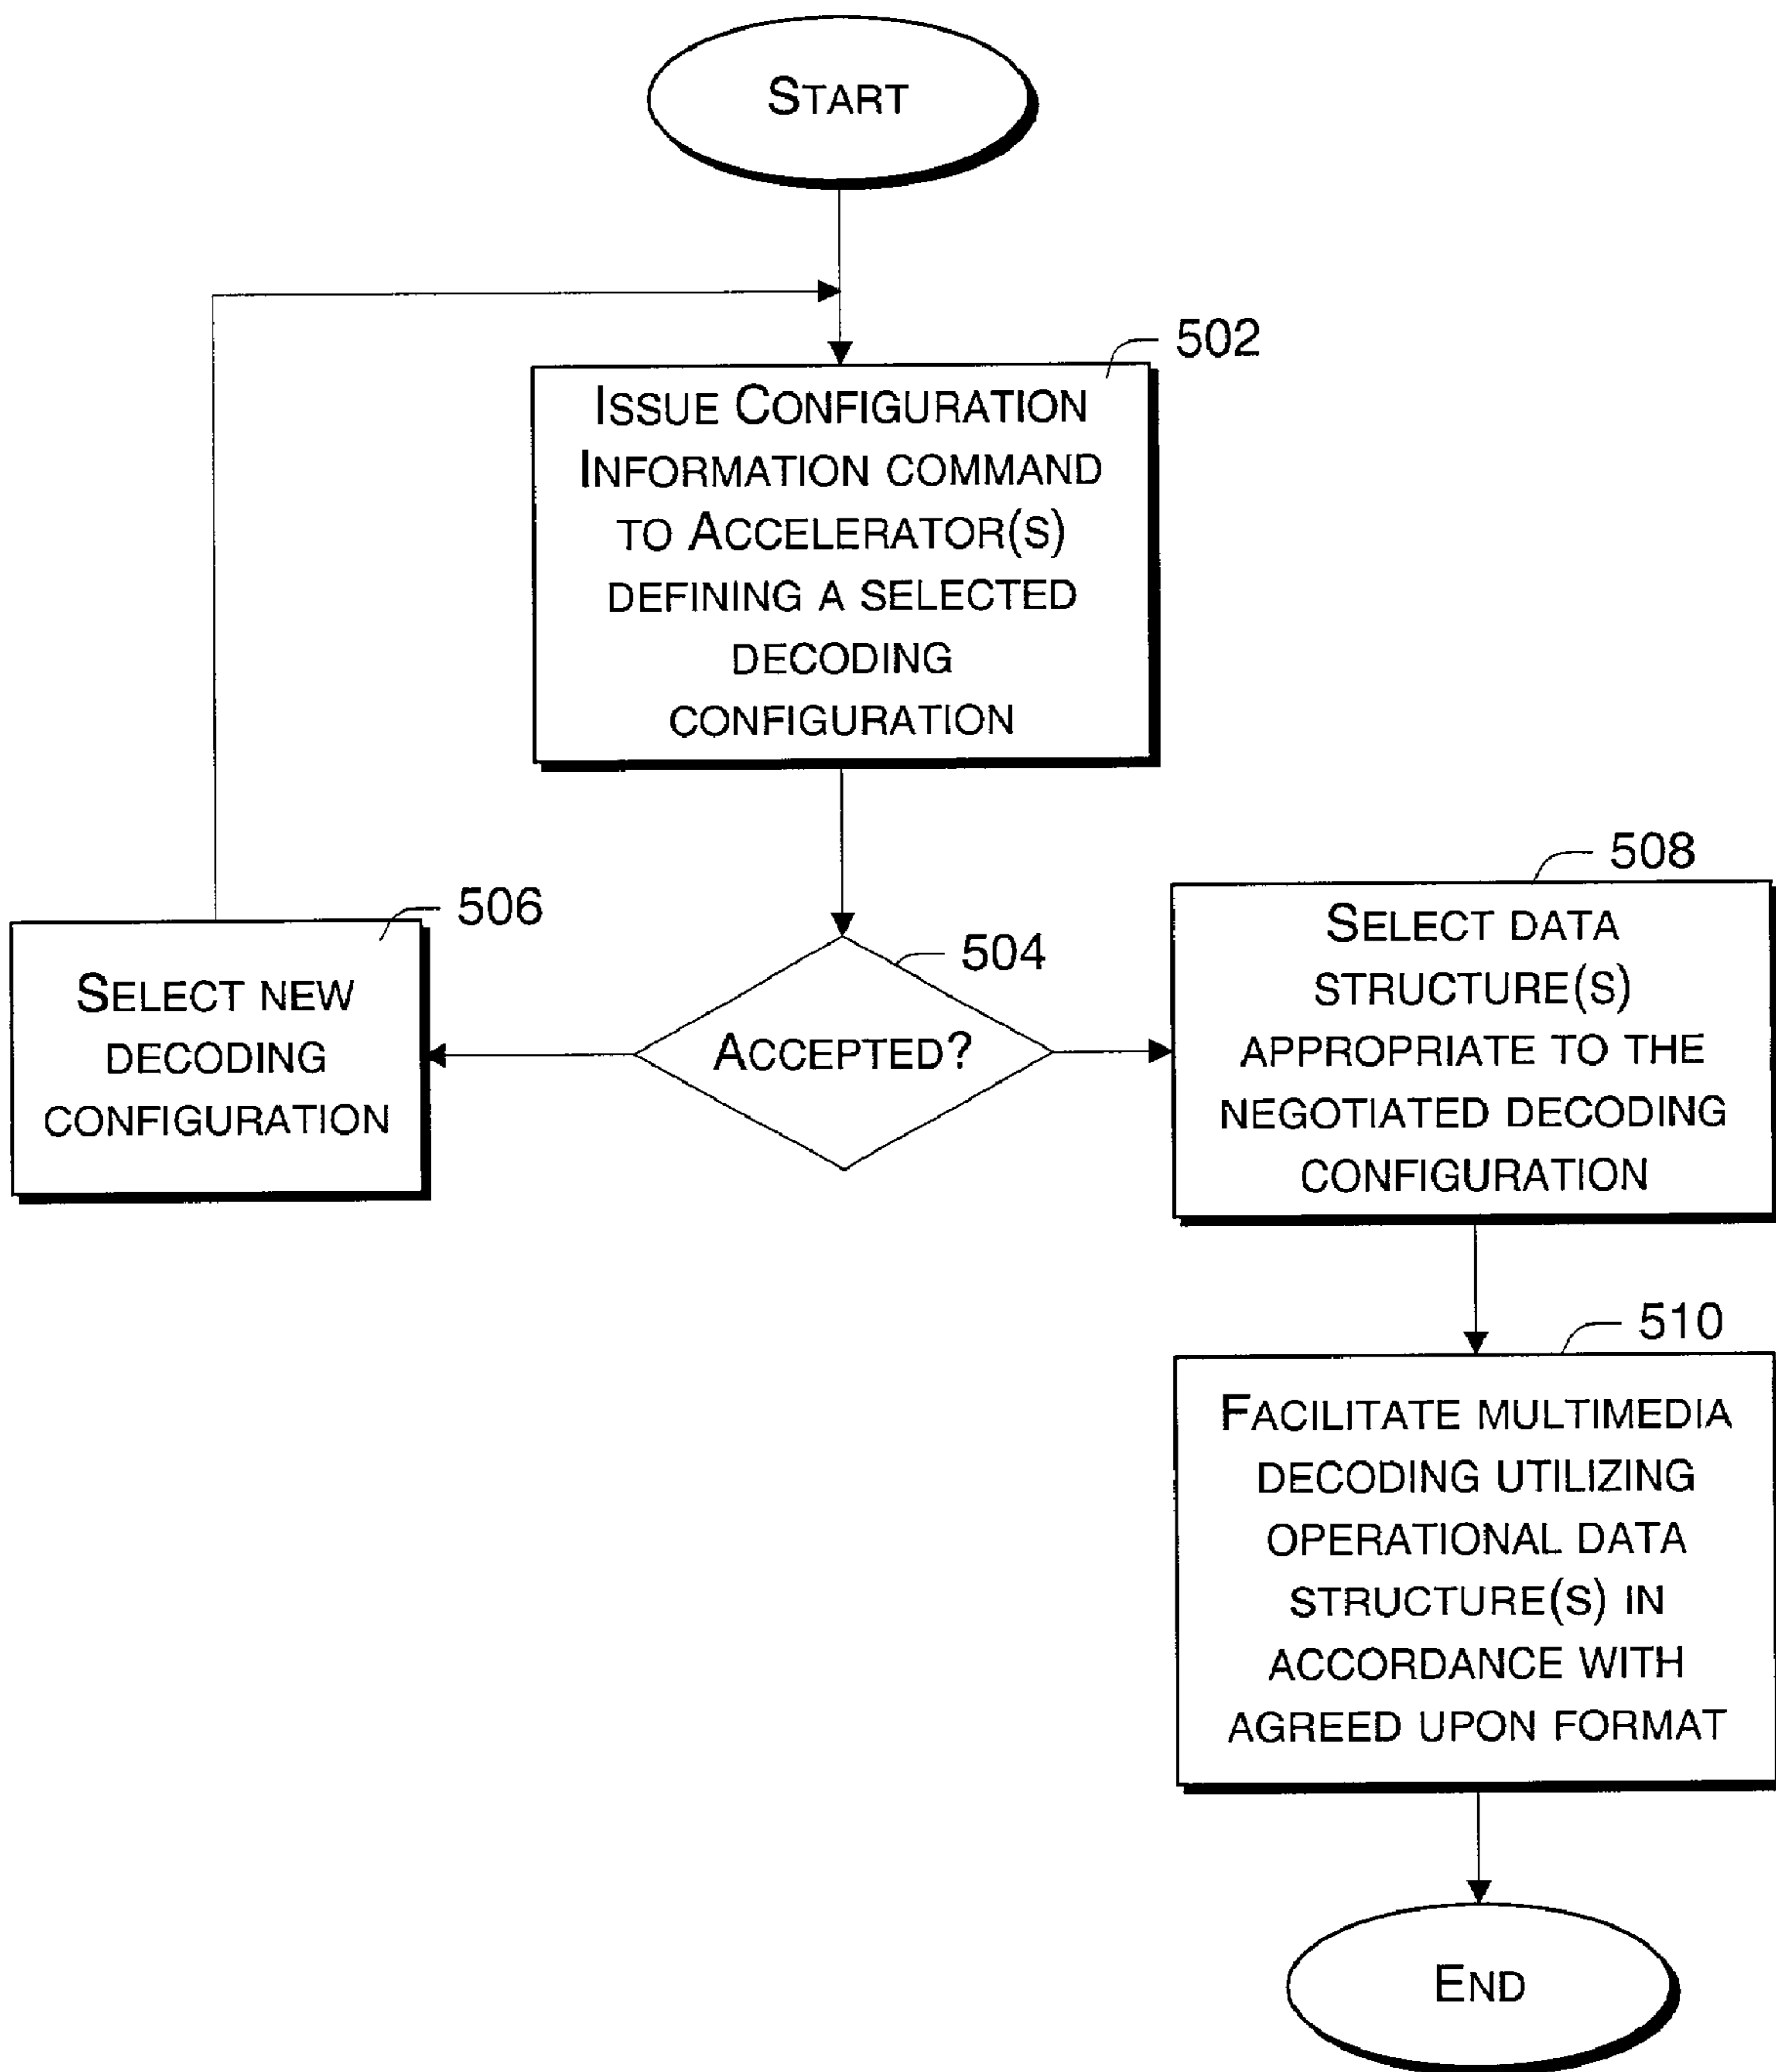 START
502
ISSUE CONFIGURATION
INFORMATION COMMAND
TO ACCELERATOR(S)
DEFINING A SELECTED
DECODING
CONFIGURATION
504
ACCEPTED?
506
SELECT NEW
DECODING
CONFIGURATION
508
SELECT DATA
STRUCTURE(S)
APPROPRIATE TO THE
NEGOTIATED DECODING
CONFIGURATION
510
FACILITATE MULTIMEDIA
DECODING UTILIZING
OPERATIONAL DATA
STRUCTURE(S) IN
ACCORDANCE WITH
AGREED UPON FORMAT
END